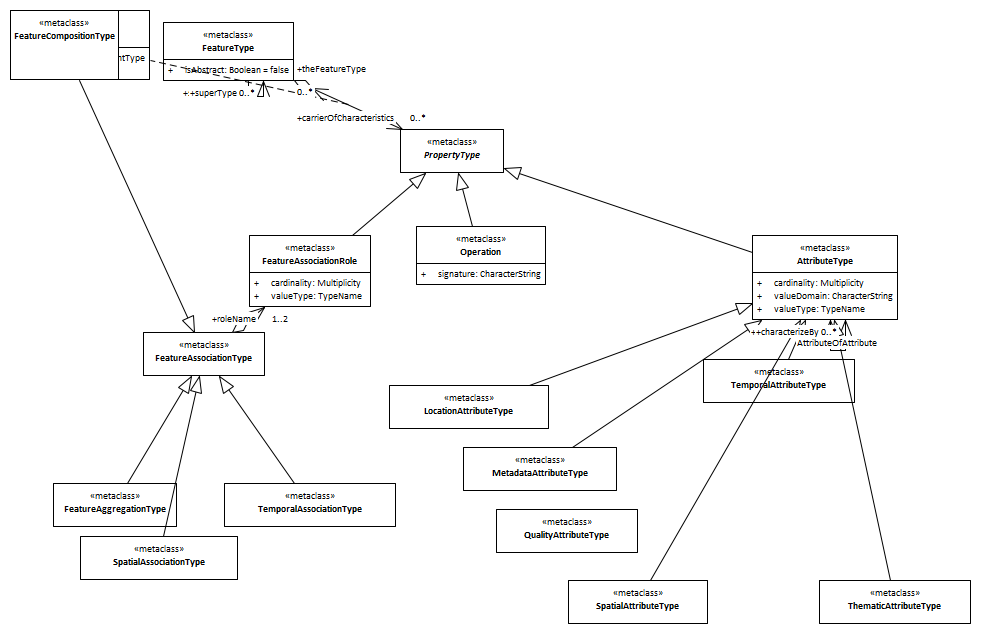 «metaclass»
FeatureCompositionType
ntType
«metaclass»
FeatureType
+ isAbstract: Boolean = false
+theFeatureType
+superType 0..*
0..*
+carrierOfCharacteristics 0..*
«metaclass»
PropertyType
«metaclass»
FeatureAssociationRole
+ cardinality: Multiplicity
+ valueType: TypeName
«metaclass»
Operation
+ signature: CharacterString
«metaclass»
AttributeType
+ cardinality: Multiplicity
+ valueDomain: CharacterString
+ valueType: TypeName
+roleName 1..2
++characterizeBy 0..*
AttributeOfAttribute
«metaclass»
FeatureAssociationType
«metaclass»
TemporalAttributeType
«metaclass»
LocationAttributeType
«metaclass»
MetadataAttributeType
«metaclass»
FeatureAggregationType
«metaclass»
TemporalAssociationType
«metaclass»
QualityAttributeType
«metaclass»
SpatialAssociationType
«metaclass»
SpatialAttributeType
«metaclass»
ThematicAttributeType